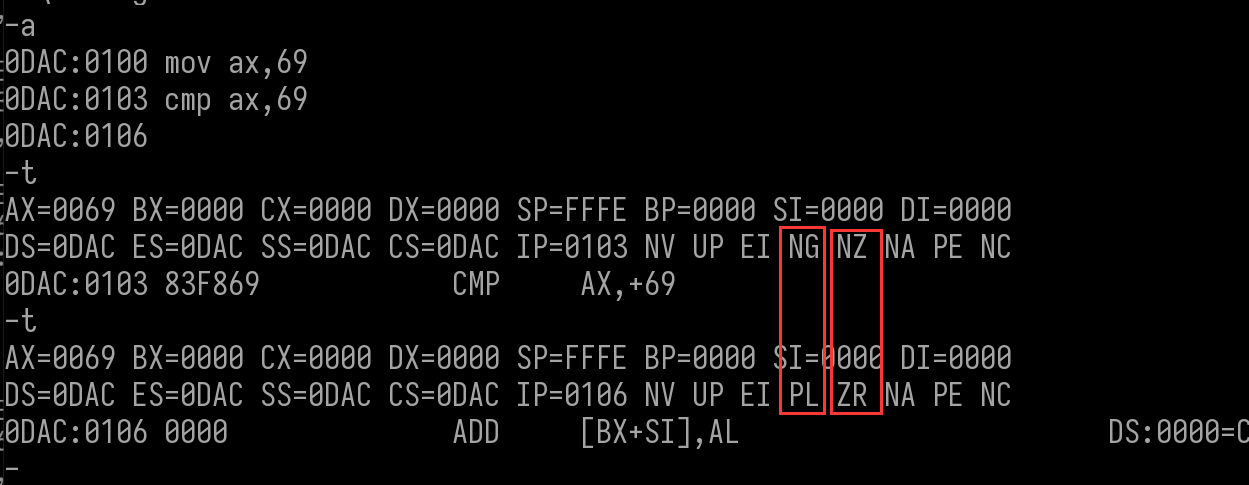 -a
0DAC:0100 mov ax,69
0DAC:0103 cmp ax,69
0DAC:0106
-t
AX=0069 BX=0000 CX=0000 DX=0000 SP=FFFE BP=0000 SI=0000 DI=0000
DS=0DAC ES=0DAC SS=0DAC CS=0DAC IP=0103 NV UP EI NG NZ NA PE NC
0DAC:0103 83F869 CMP AX,+69
-t
AX=0069 BX=0000 CX=0000 DX=0000 SP=FFFE BP=0000 SI=0000 DI=0000
DS=0DAC ES=0DAC SS=0DAC CS=0DAC IP=0106 NV UP EI PL ZR NA PE NC
0DAC:0106 0000 ADD [BX+SI],AL DS:0000=C
-